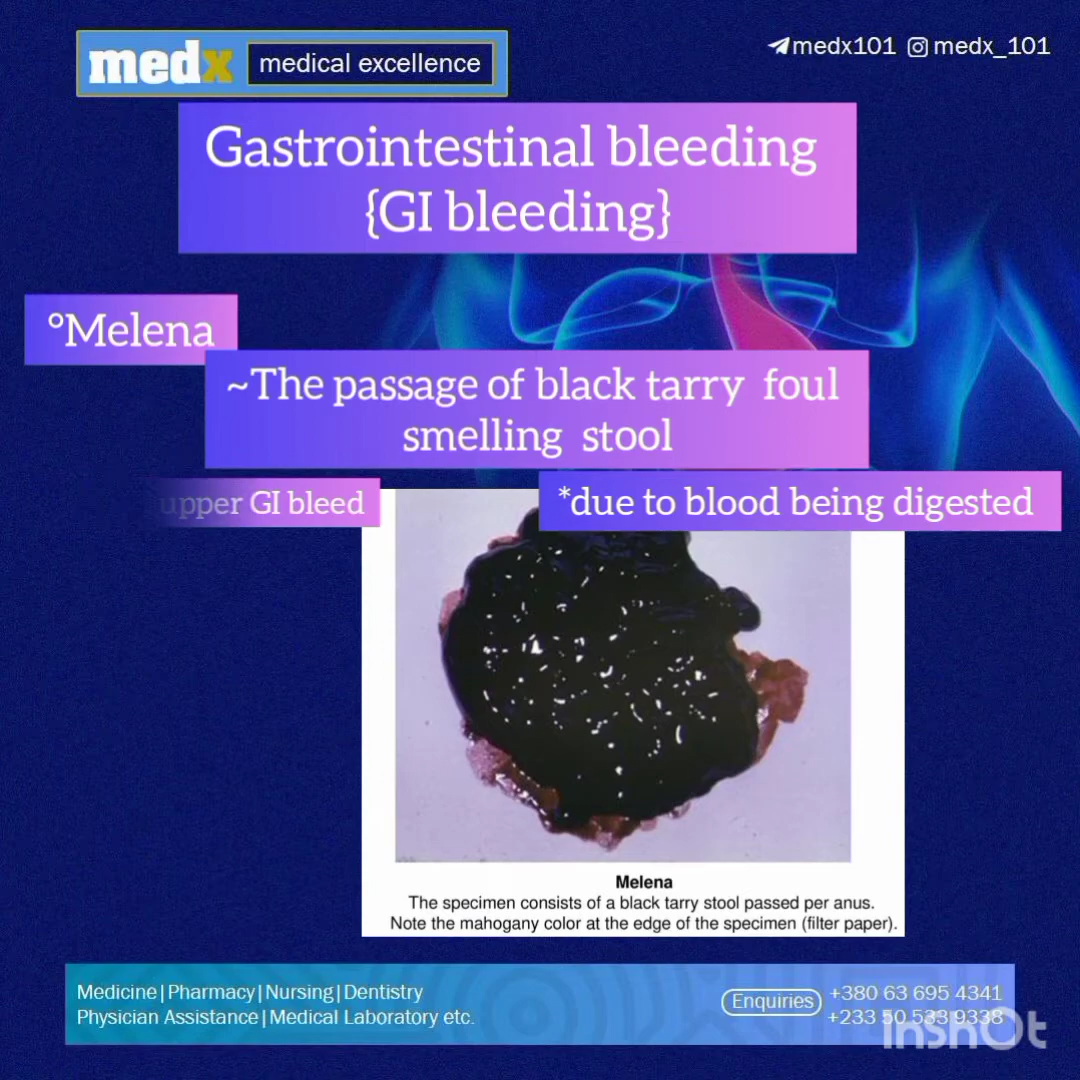 medx medical excellence
medx101 medx_101
Gastrointestinal bleeding
{GI bleeding}
°Melena
~The passage of black tarry foul
smelling stool
upper GI bleed
*due to blood being digested
Melena
The specimen consists of a black tarry stool passed per anus.
Note the mahogany color at the edge of the specimen (filter paper).
Medicine|Pharmacy|Nursing|Dentistry
Physician Assistance|Medical Laboratory etc.
Enquiries
+380 63 695 4341
+233 50 533 9338
InshOt